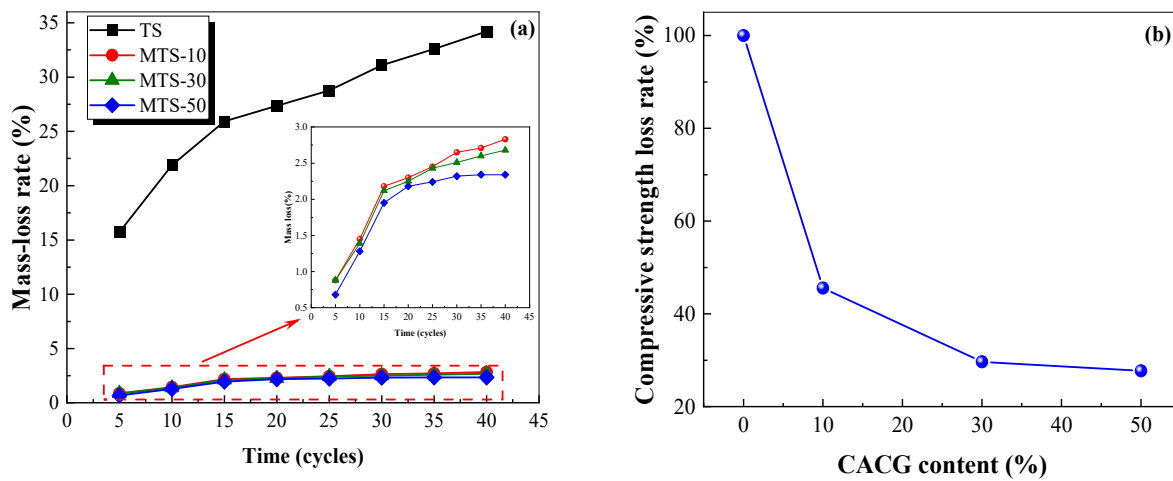 (a)
TS
MTS-10
MTS-30
MTS-50
Mass-loss rate (%)
35
30
25
20
15
10
5
0
0 5 10 15 20 25 30 35 40 45
Time (cycles)
Mass loss(%)
3.0
2.5
2.0
1.5
1.0
0.5
0 5 10 15 20 25 30 35 40 45
Time (cycles)
(b)
Compressive strength loss rate (%)
100
80
60
40
20
0 10 20 30 40 50
CACG content (%)